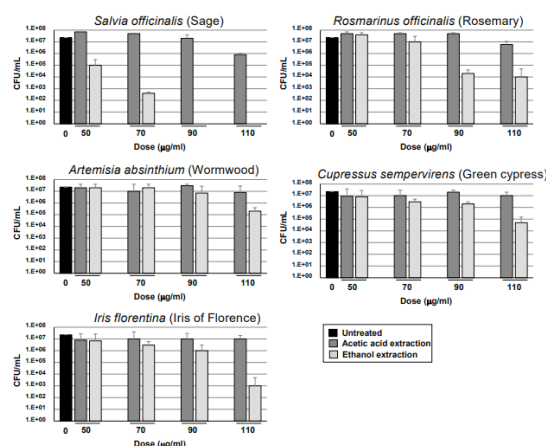 Salvia officinalis (Sage)
1.E+08
1.E+07
1.E+06
1.E+05
1.E+04
1.E+03
1.E+02
1.E+01
1.E+00
CFU/mL
0 50 70 90 110
Dose (µg/ml)
Rosmarinus officinalis (Rosemary)
1.E+08
1.E+07
1.E+06
1.E+05
1.E+04
1.E+03
1.E+02
1.E+01
1.E+00
CFU/mL
0 50 70 90 110
Dose (µg/ml)
Artemisia absinthium (Wormwood)
1.E+08
1.E+07
1.E+06
1.E+05
1.E+04
1.E+03
1.E+02
1.E+01
1.E+00
CFU/mL
0 50 70 90 110
Dose (µg/ml)
Cupressus sempervirens (Green cypress)
1.E+08
1.E+07
1.E+06
1.E+05
1.E+04
1.E+03
1.E+02
1.E+01
1.E+00
CFU/mL
0 50 70 90 110
Dose (µg/ml)
Iris florentina (Iris of Florence)
1.E+08
1.E+07
1.E+06
1.E+05
1.E+04
1.E+03
1.E+02
1.E+01
1.E+00
CFU/mL
0 50 70 90 110
Dose (µg/ml)
Untreated
Acetic acid extraction
Ethanol extraction